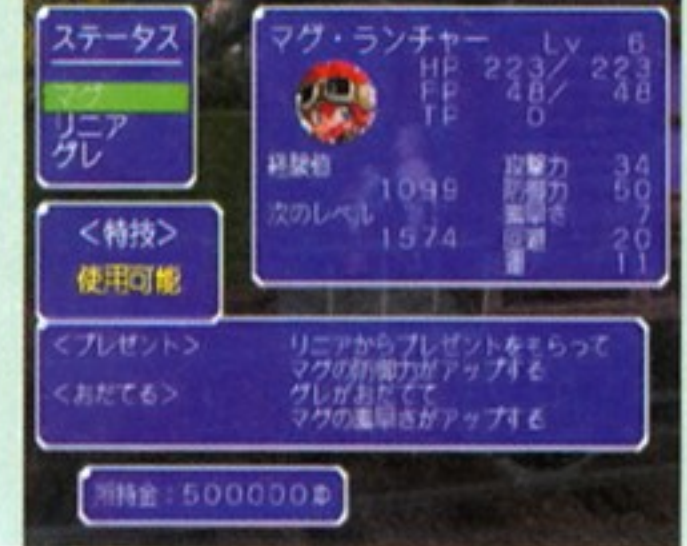 ステータス
マグ
リニア
グレ
マグ・ランチャー Lv 6
HP 223/ 223
FP 48/ 48
TP 0
経験値
1099
次のレベル
1574
攻撃力 34
防御力 50
素早さ 7
回避 20
運 11
<特技>
使用可能
<プレゼント> リニアからプレゼントをもらって
マグの防御力がアップする
<おだてる> グレがおだてて
マグの素早さがアップする
所持金:500000